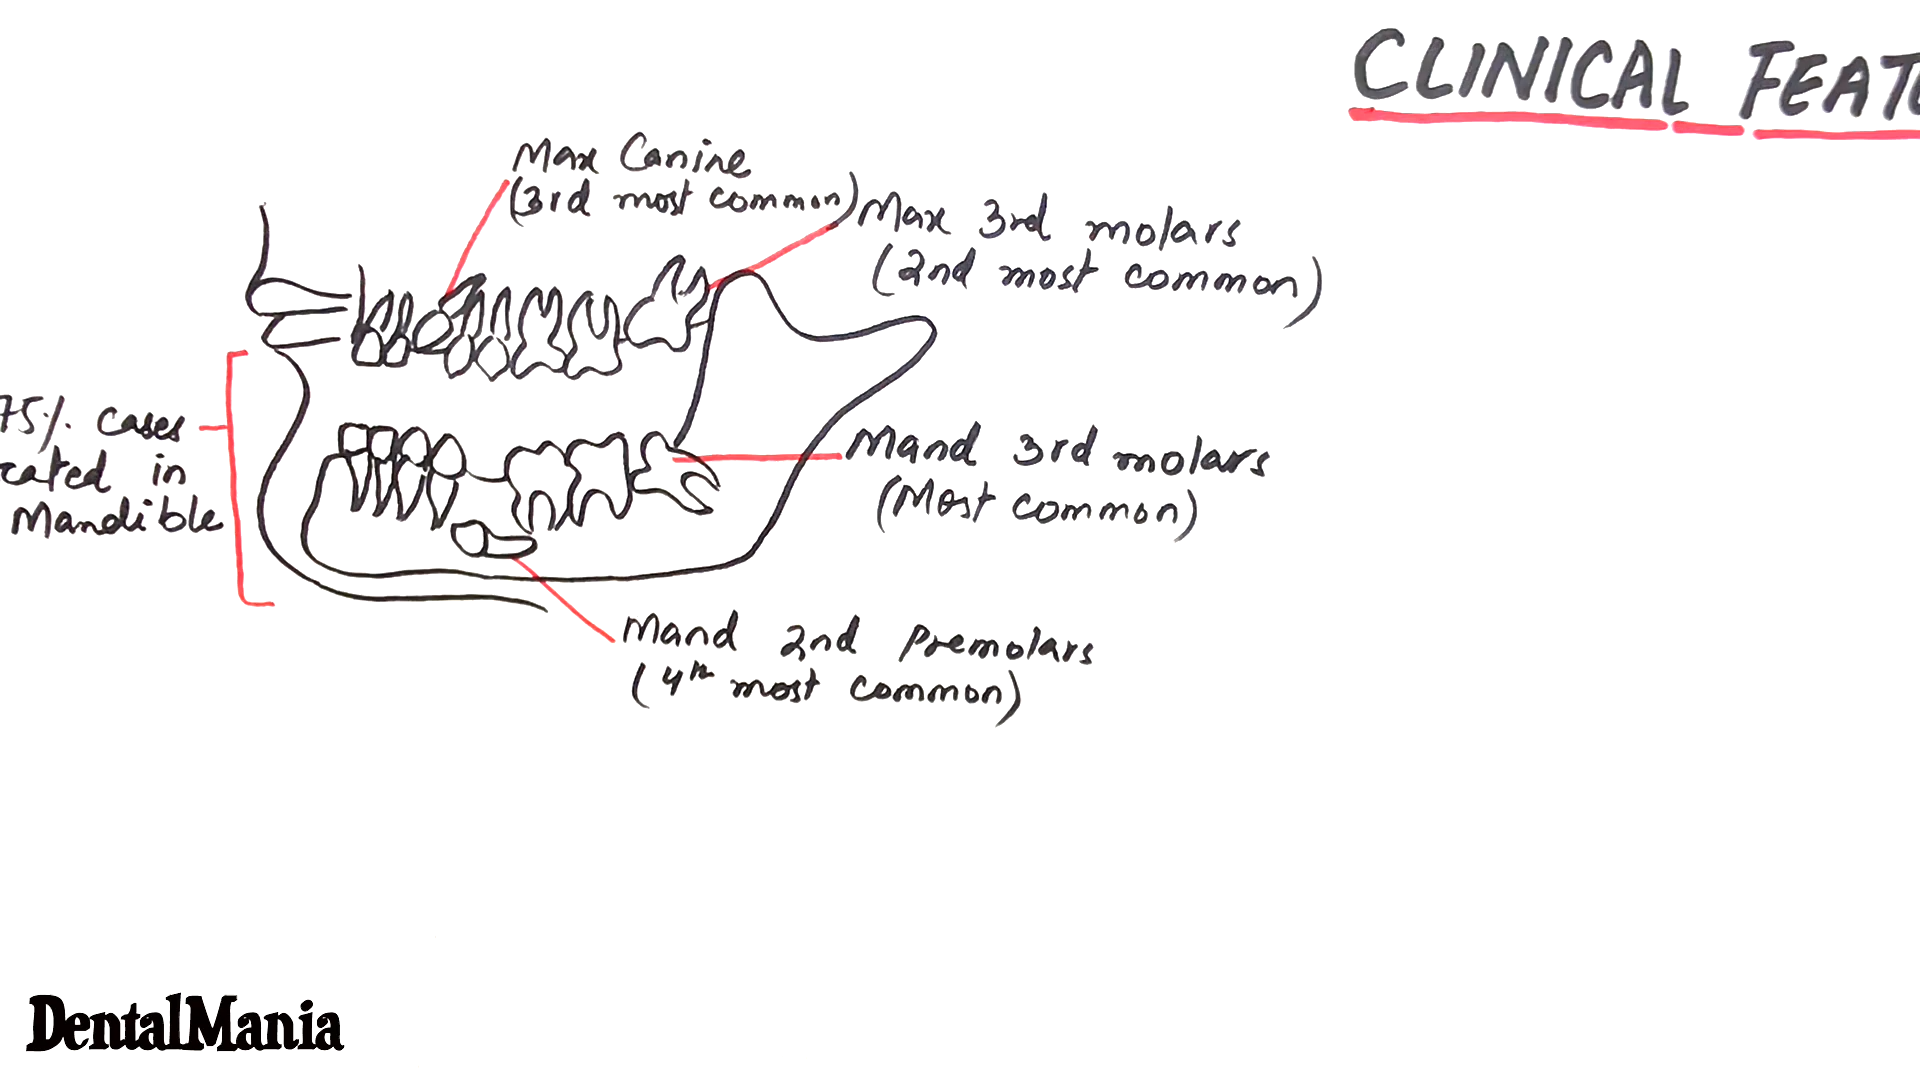 CLINICAL FEAT
Max Canine
(3rd most common)
Max 3rd molars
(2nd most common)
75% cases
cated in
Mandible
Mand 3rd molars
(Most common)
Mand 2nd Premolars
(4th most common)
DentalMania